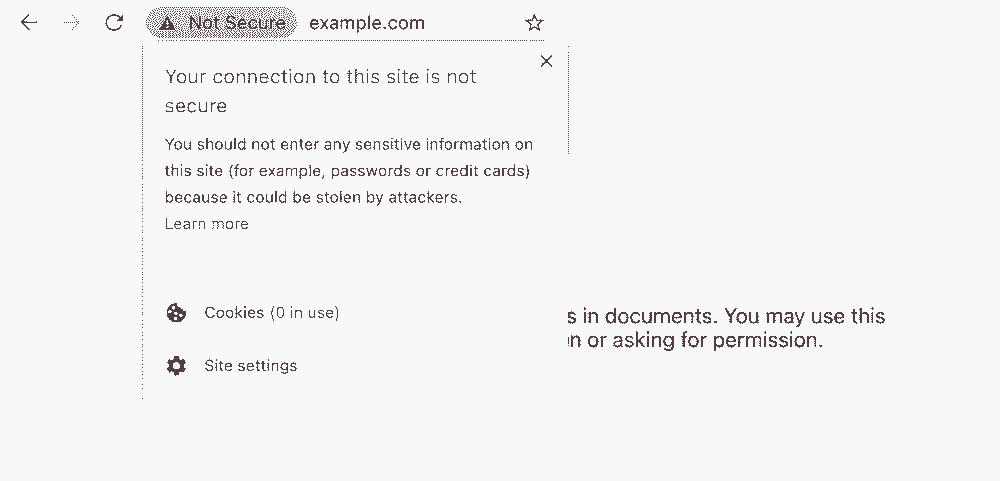 Not Secure example.com
Your connection to this site is not
secure
You should not enter any sensitive information on
this site (for example, passwords or credit cards)
because it could be stolen by attackers.
Learn more
Cookies (0 in use)
Site settings
s in documents. You may use this
n or asking for permission.